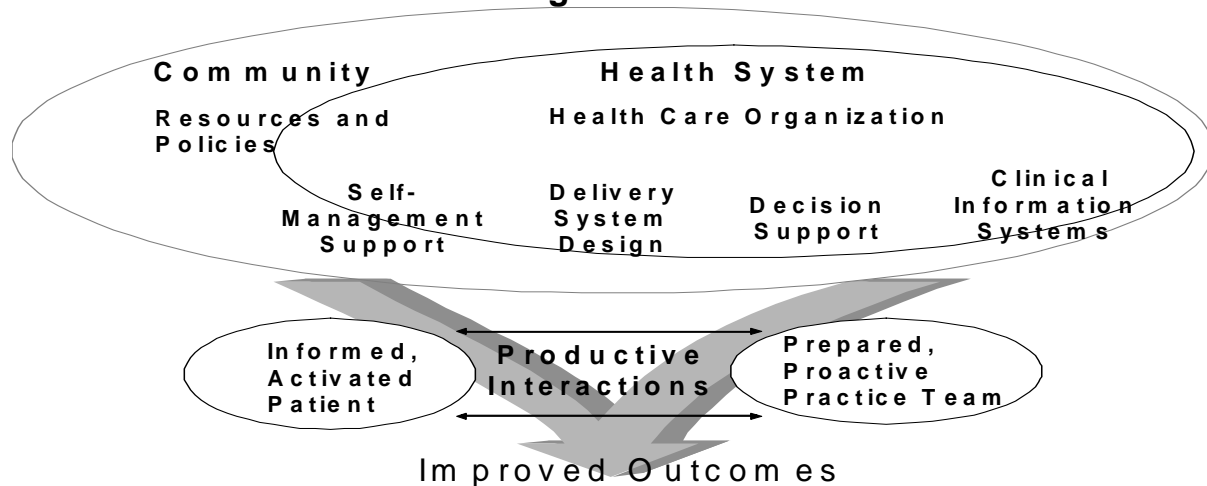 Community
Resources and
Policies
Health System
Health Care Organization
Self-
Management
Support
Delivery
System
Design
Decision
Support
Clinical
Information
Systems
Informed,
Activated
Patient
Productive
Interactions
Prepared,
Proactive
Practice Team
Improved Outcomes